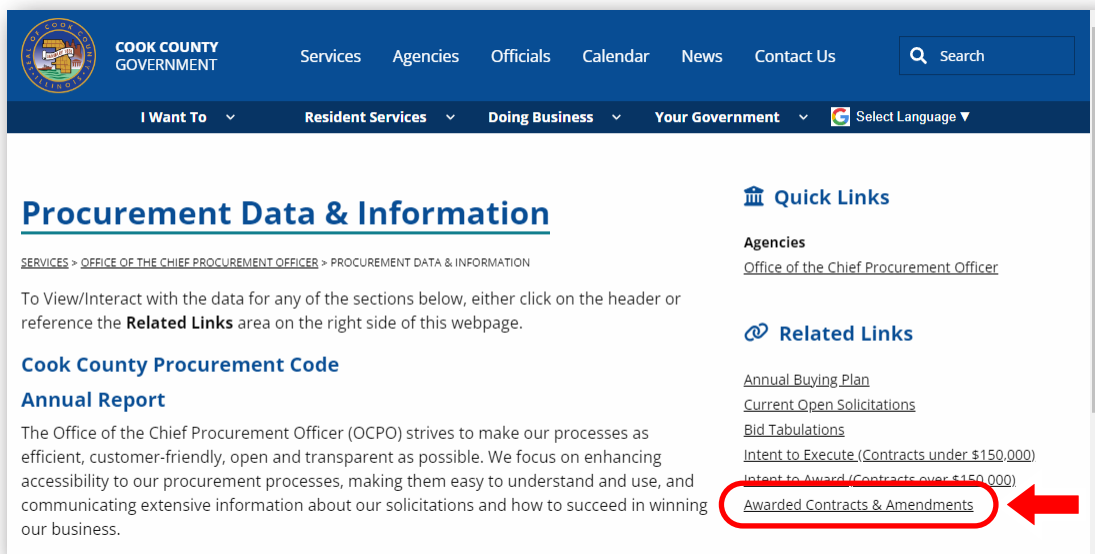 COOK COUNTY
GOVERNMENT
Services
Agencies
Officials
Calendar
News
Contact Us
Search
I Want To
Resident Services
Doing Business
Your Government
Select Language ▼
Procurement Data & Information
SERVICES > OFFICE OF THE CHIEF PROCUREMENT OFFICER > PROCUREMENT DATA & INFORMATION
To View/Interact with the data for any of the sections below, either click on the header or
reference the Related Links area on the right side of this webpage.
Cook County Procurement Code
Annual Report
The Office of the Chief Procurement Officer (OCPO) strives to make our processes as
efficient, customer-friendly, open and transparent as possible. We focus on enhancing
accessibility to our procurement processes, making them easy to understand and use, and
communicating extensive information about our solicitations and how to succeed in winning
our business.
Quick Links
Agencies
Office of the Chief Procurement Officer
Related Links
Annual Buying Plan
Current Open Solicitations
Bid Tabulations
Intent to Execute (Contracts under $150,000)
Intent to Award (Contracts over $150,000)
Awarded Contracts & Amendments